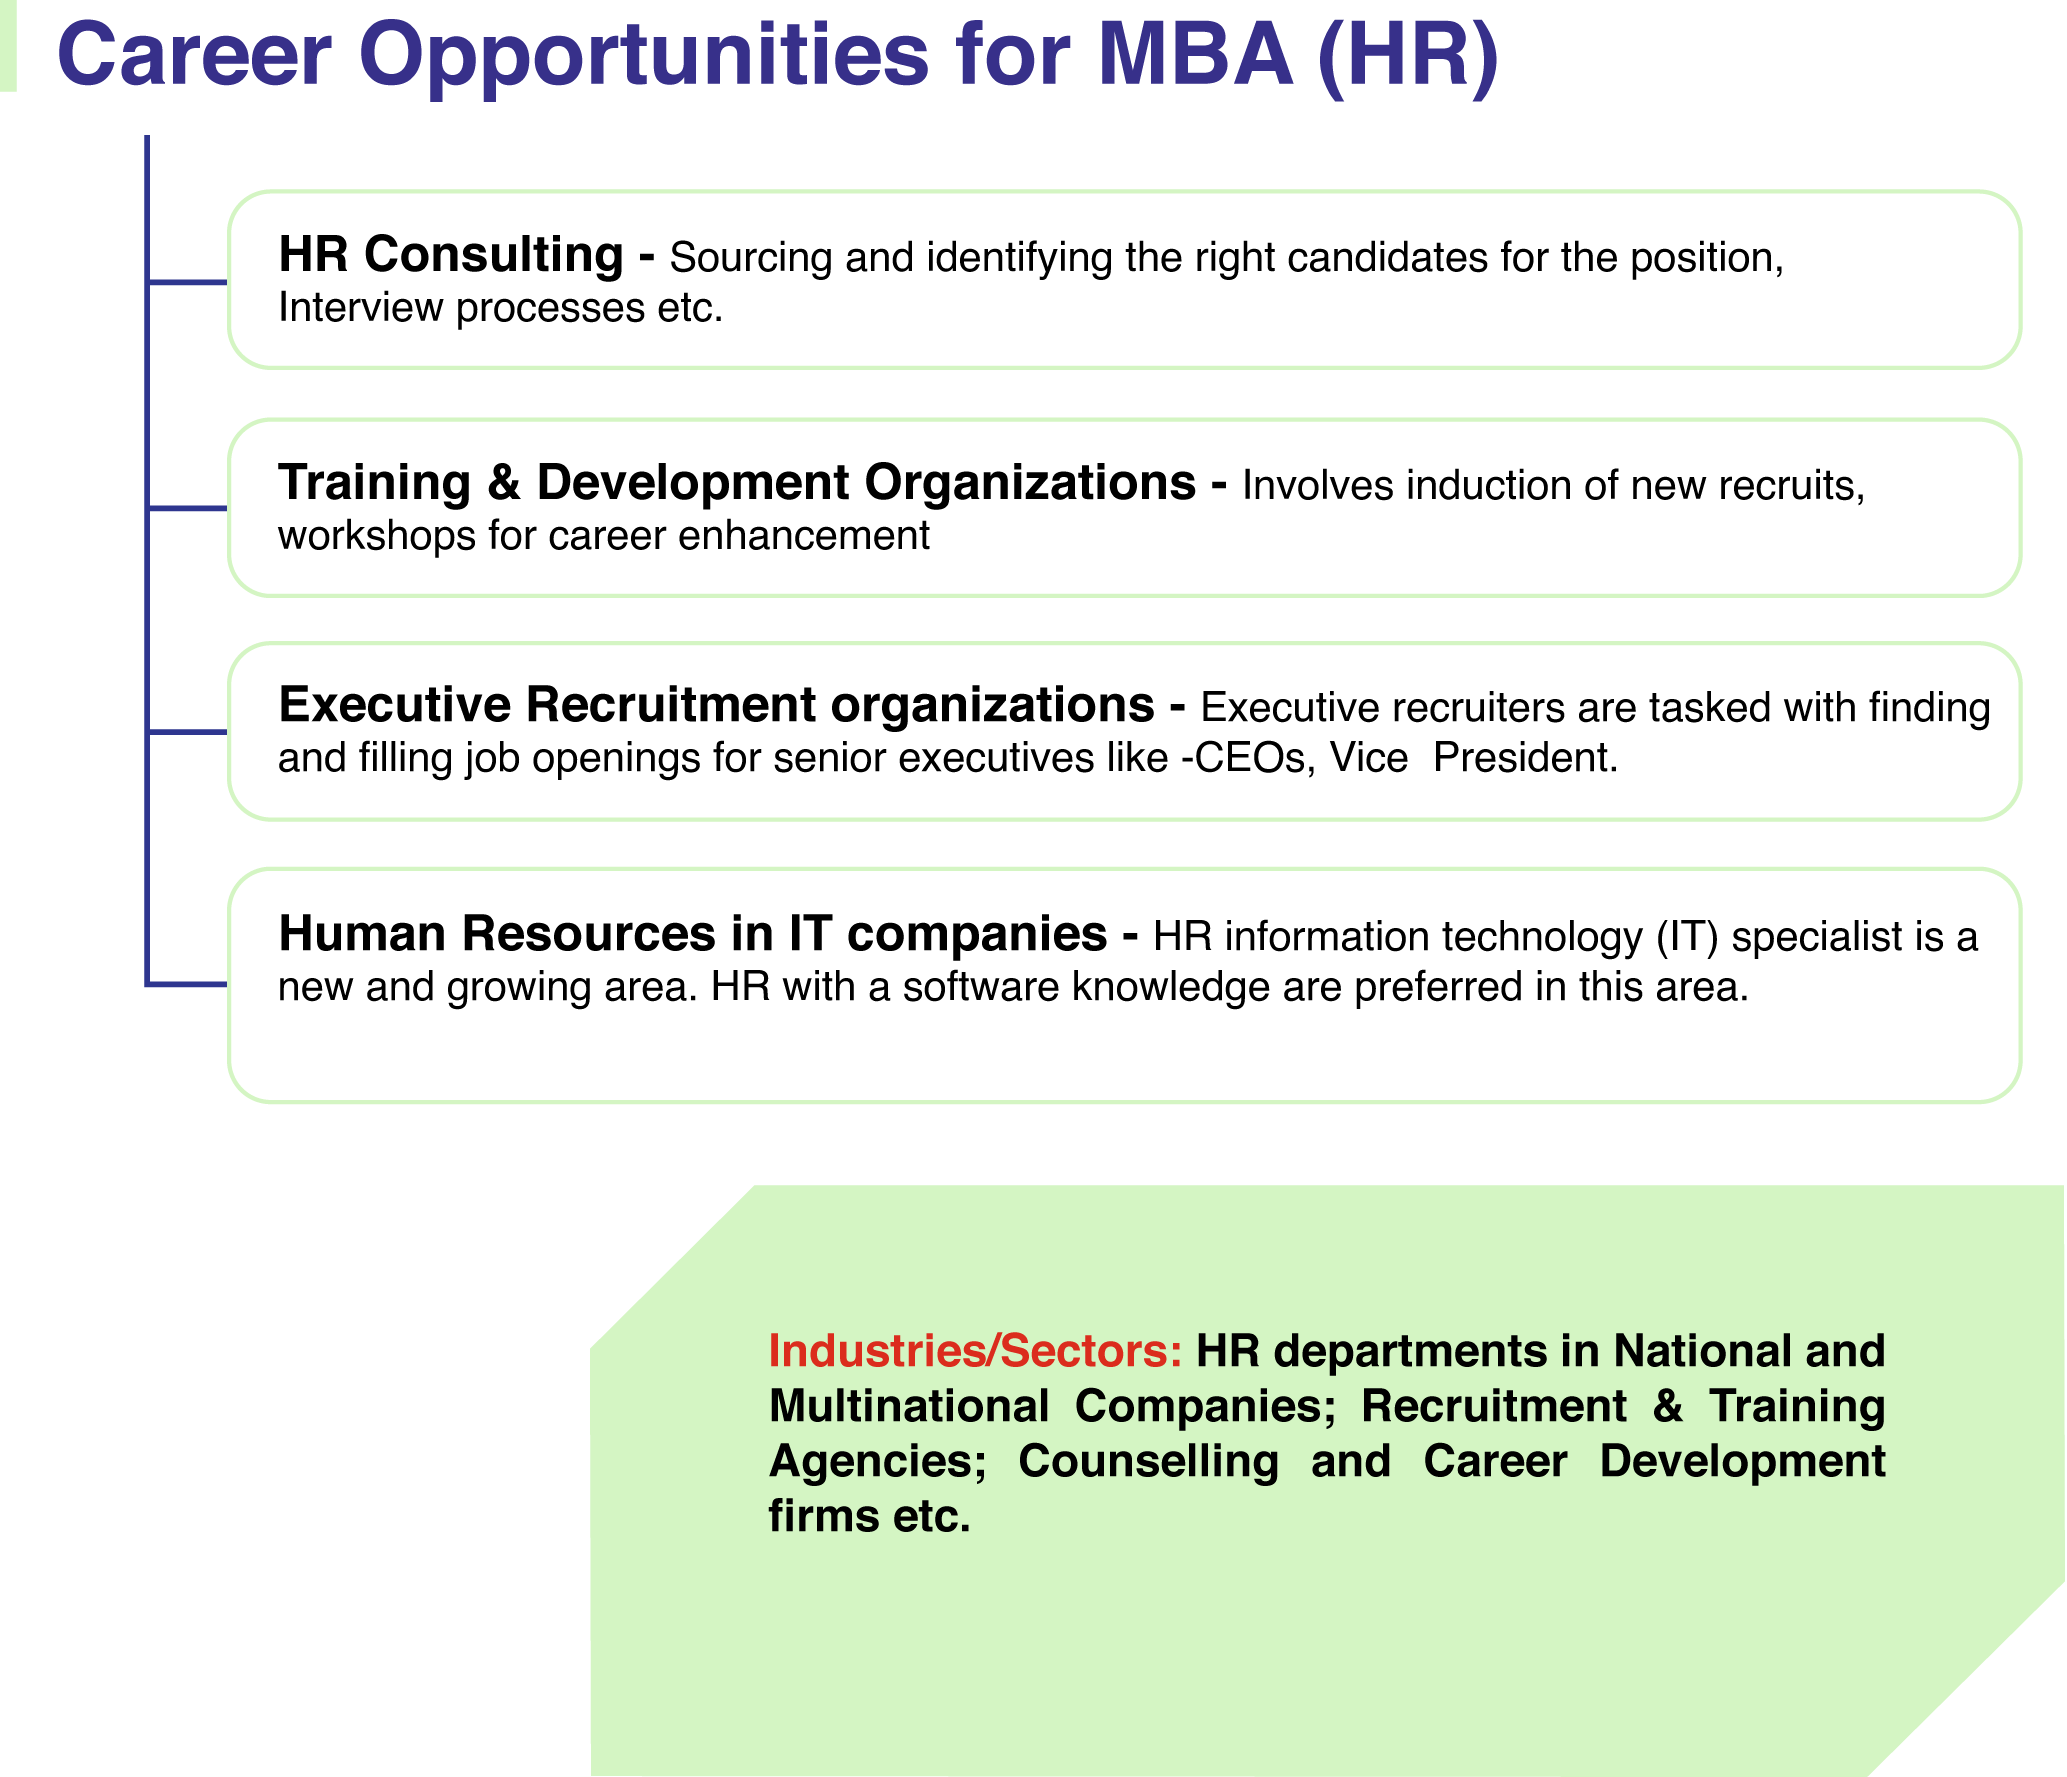 Career Opportunities for MBA (HR)
HR Consulting - Sourcing and identifying the right candidates for the position,
Interview processes etc.
Training & Development Organizations - Involves induction of new recruits,
workshops for career enhancement
Executive Recruitment organizations - Executive recruiters are tasked with finding
and filling job openings for senior executives like -CEOs, Vice  President.
Human Resources in IT companies - HR information technology (IT) specialist is a
new and growing area. HR with a software knowledge are preferred in this area.
Industries/Sectors: HR departments in National and
Multinational Companies; Recruitment & Training
Agencies; Counselling and Career Development
firms etc.